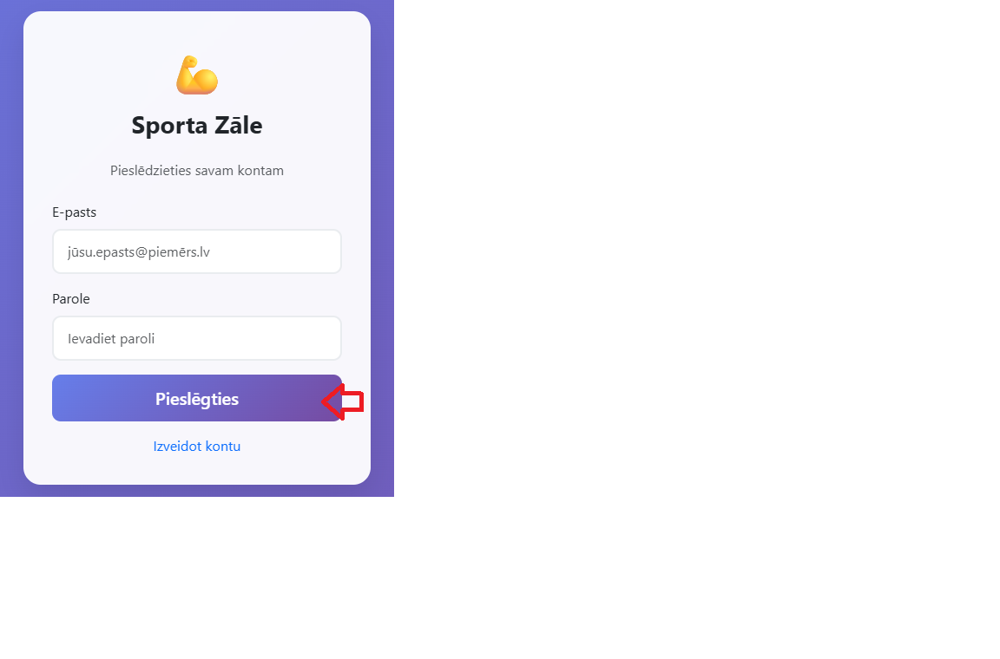 Sporta Zāle
Pieslēdzieties savam kontam
E-pasts
jūsu.epasts@piemērs.lv
Parole
Ievadiet paroli
Pieslēgties
Izveidot kontu